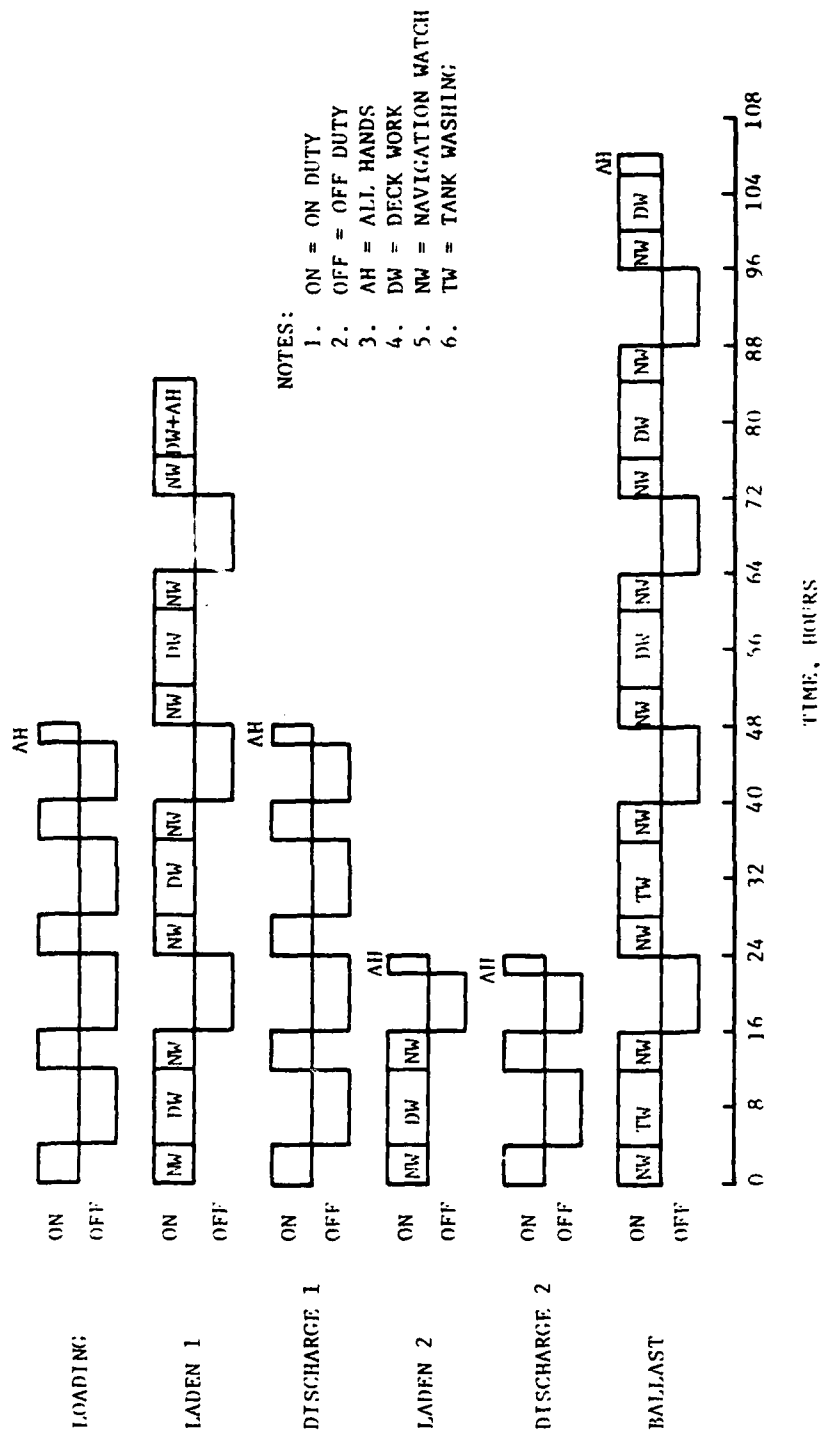 LOADING
ON
OFF
AH
LADEN 1
ON
OFF
NW DW NW NW DW NW NW DW NW NW DW+AH
DISCHARGE 1
ON
OFF
AH
LADEN 2
ON
OFF
NW DW NW AH
DISCHARGE 2
ON
OFF
AH
BALLAST
ON
OFF
NW TW NW NW TW NW NW DW NW NW DW NW NW DW AH
0 8 16 24 32 40 48 56 64 72 80 88 96 104 108
TIME, HOURS
NOTES:
1. ON = ON DUTY
2. OFF = OFF DUTY
3. AH = ALL HANDS
4. DW = DECK WORK
5. NW = NAVIGATION WATCH
6. TW = TANK WASHING